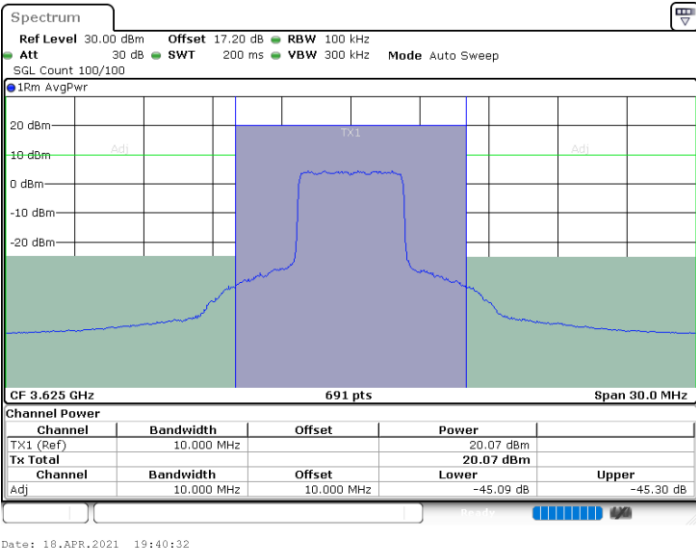 Spectrum
Ref Level 30.00 dBm Offset 17.20 dB RBW 100 kHz
Att 30 dB SWT 200 ms VBW 300 kHz Mode Auto Sweep
SGL Count 100/100
1Rm AvgPwr
20 dBm
TX1
Adj
Adj
10 dBm
0 dBm
-10 dBm
-20 dBm
CF 3.625 GHz 691 pts Span 30.0 MHz
Channel Power
Channel Bandwidth Offset Power
TX1 (Ref) 10.000 MHz 20.07 dBm
Tx Total 20.07 dBm
Channel Bandwidth Offset Lower Upper
Adj 10.000 MHz 10.000 MHz -45.09 dB -45.30 dB
Ready
Date: 18.APR.2021 19:40:32